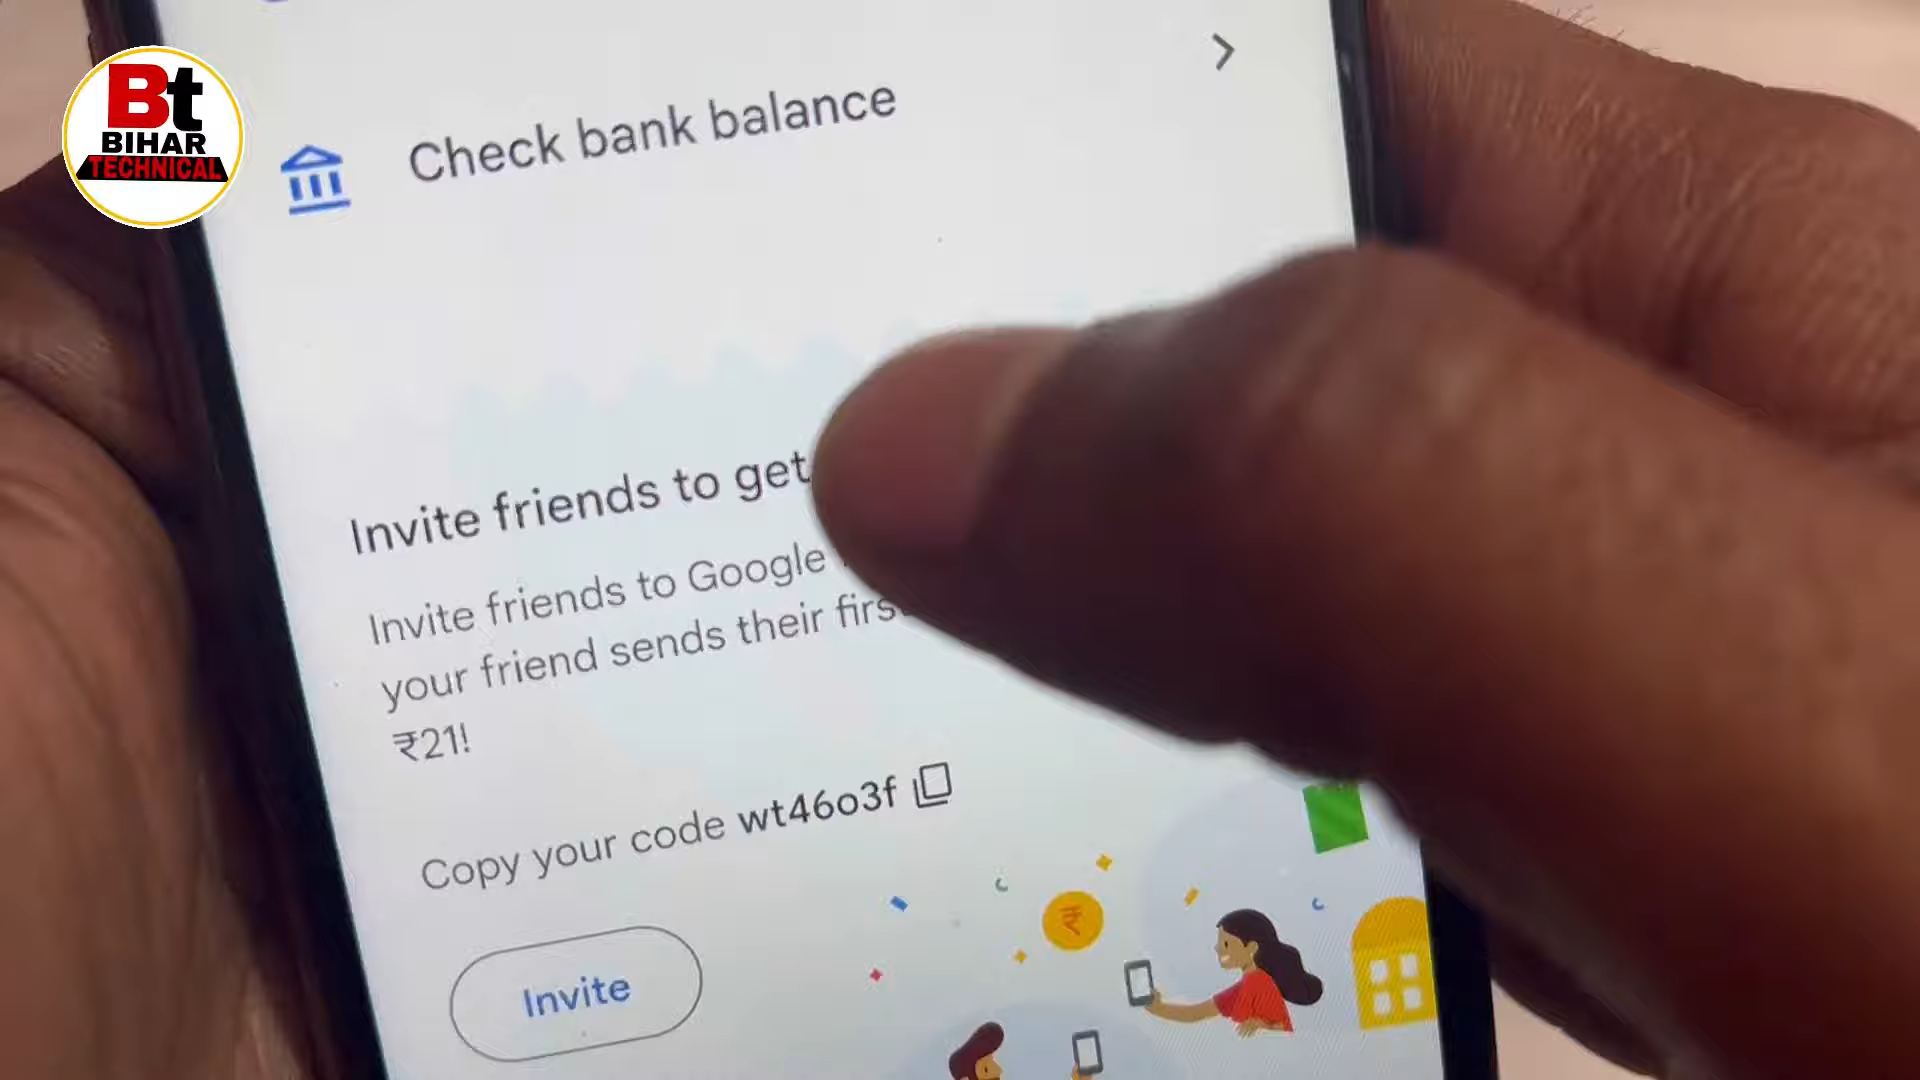 Bt
BIHAR
TECHNICAL
Check bank balance
Invite friends to get
Invite friends to Google
your friend sends their first
₹21!
Copy your code wt46o3f
₹
Invite